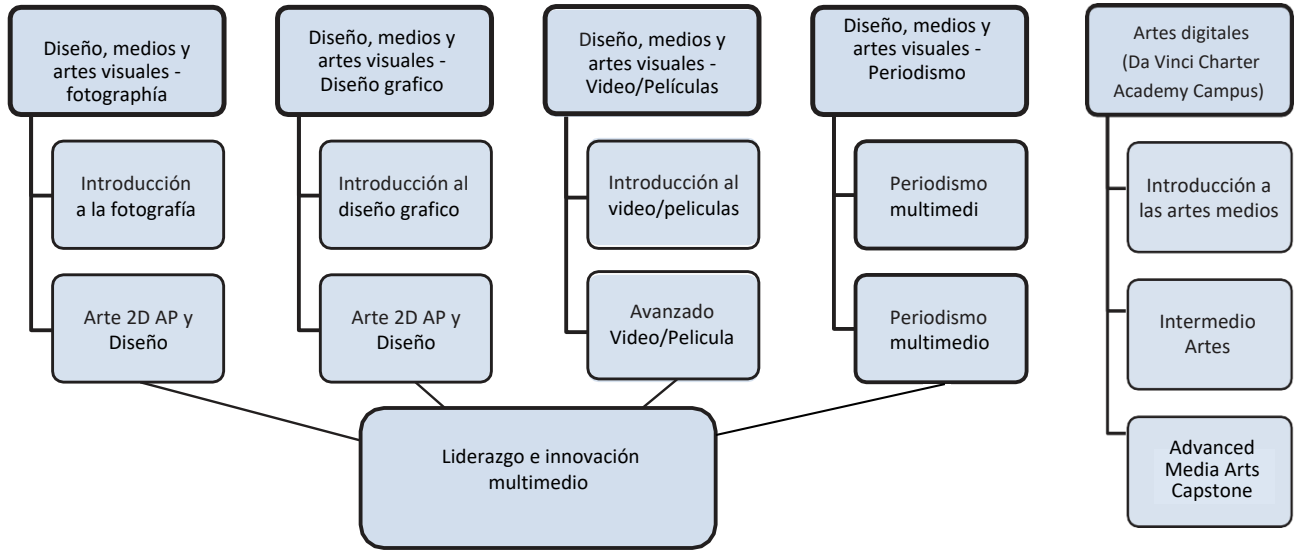 Diseño, medios y
artes visuales -
fotographía
Introducción
a la fotografía
Arte 2D AP y
Diseño
Diseño, medios y
artes visuales -
Diseño grafico
Introducción al
diseño grafico
Arte 2D AP y
Diseño
Diseño, medios y
artes visuales -
Video/Películas
Introducción al
video/peliculas
Avanzado
Video/Pelicula
Diseño, medios y
artes visuales -
Periodismo
Periodismo
multimedi
Periodismo
multimedio
Liderazgo e innovación
multimedio
Artes digitales
(Da Vinci Charter
Academy Campus)
Introducción a
las artes medios
Intermedio
Artes
Advanced
Media Arts
Capstone